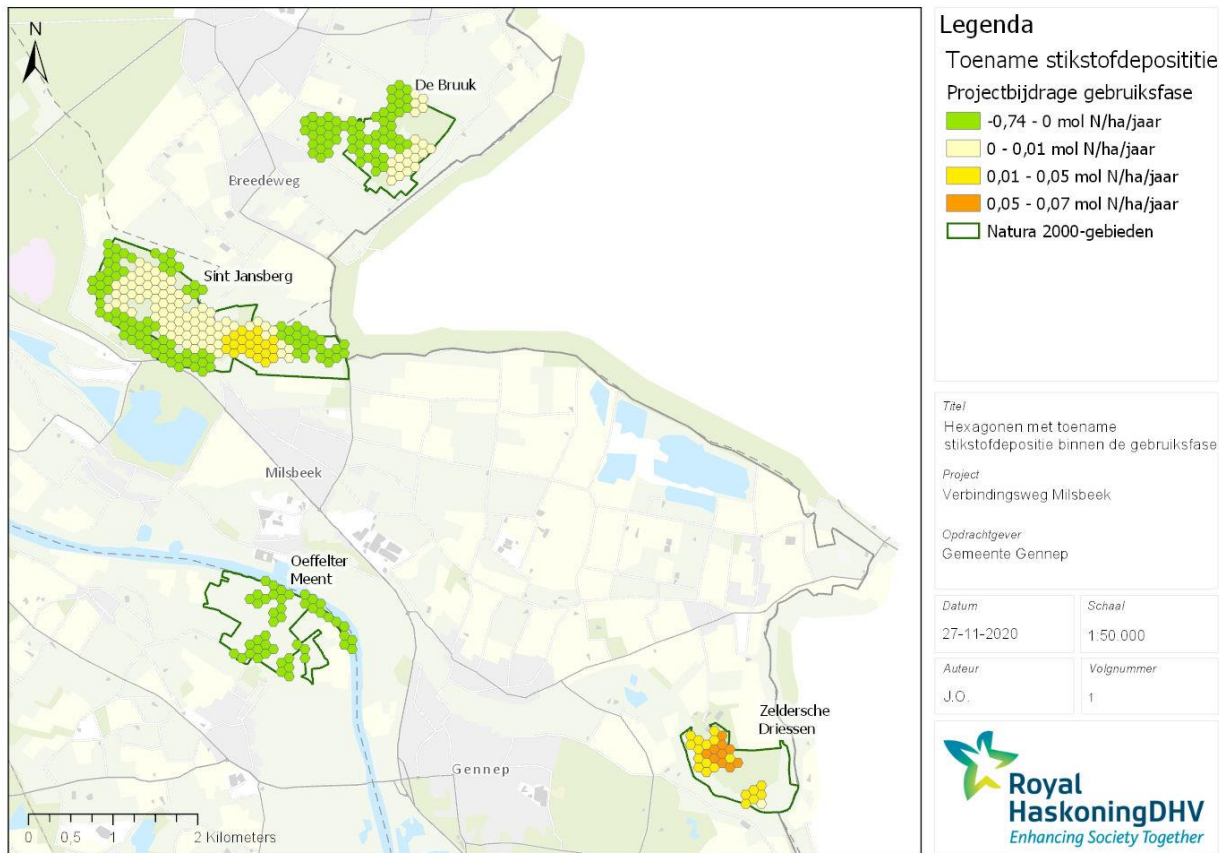 N
De Bruuk
Breedeweg
Sint Jansberg
Milsbeek
Oeffelter
Meent
Zeldersche
Driessen
Gennep
0 0,5 1 2 Kilometers
Legenda
Toename stikstofdeposititie
Projectbijdrage gebruiksfase
-0,74 - 0 mol N/ha/jaar
0 - 0,01 mol N/ha/jaar
0,01 - 0,05 mol N/ha/jaar
0,05 - 0,07 mol N/ha/jaar
Natura 2000-gebieden
Titel
Hexagonen met toename
stikstofdepositie binnen de gebruiksfase
Project
Verbindingsweg Milsbeek
Opdrachtgever
Gemeente Gennep
Datum
27-11-2020
Schaal
1:50.000
Auteur
J.O.
Volgnummer
1
Royal
HaskoningDHV
Enhancing Society Together